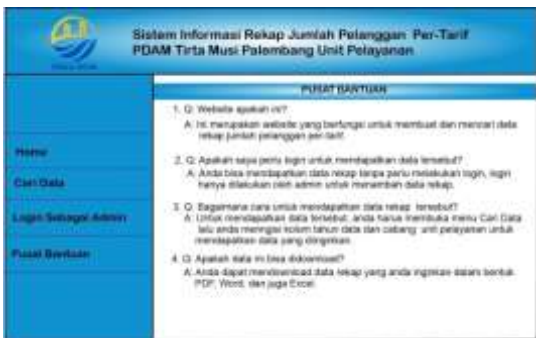 Sistem Informasi Rekap Jumlah Pelanggan Per-Tarif
PDAM Tirta Musi Palembang Unit Pelayanan
PUSAT BANTUAN
1. Q: Website apakah ini?
A: Ini merupakan website yang berfungsi untuk membuat dan mencari data
rekap jumlah pelanggan per-tarif.
Home
2. Q: Apakah saya perlu login untuk mendapatkan data tersebut?
A: Anda bisa mendapatkan data rekap tanpa perlu melakukan login, login
hanya dilakukan oleh admin untuk menambah data rekap.
Cari Data
3. Q: Bagaimana cara untuk mendapatkan data rekap tersebut?
A: Untuk mendapatkan data tersebut, anda harus membuka menu Cari Data
lalu anda mengisi kolom tahun data dan cabang unit pelayanan untuk
mendapatkan data yang diinginkan.
Login Sebagai Admin
Pusat Bantuan
4. Q: Apakah data ini bisa didownload?
A: Anda dapat mendownload data rekap yang anda inginkan dalam bentuk
PDF, Word, dan juga Excel.